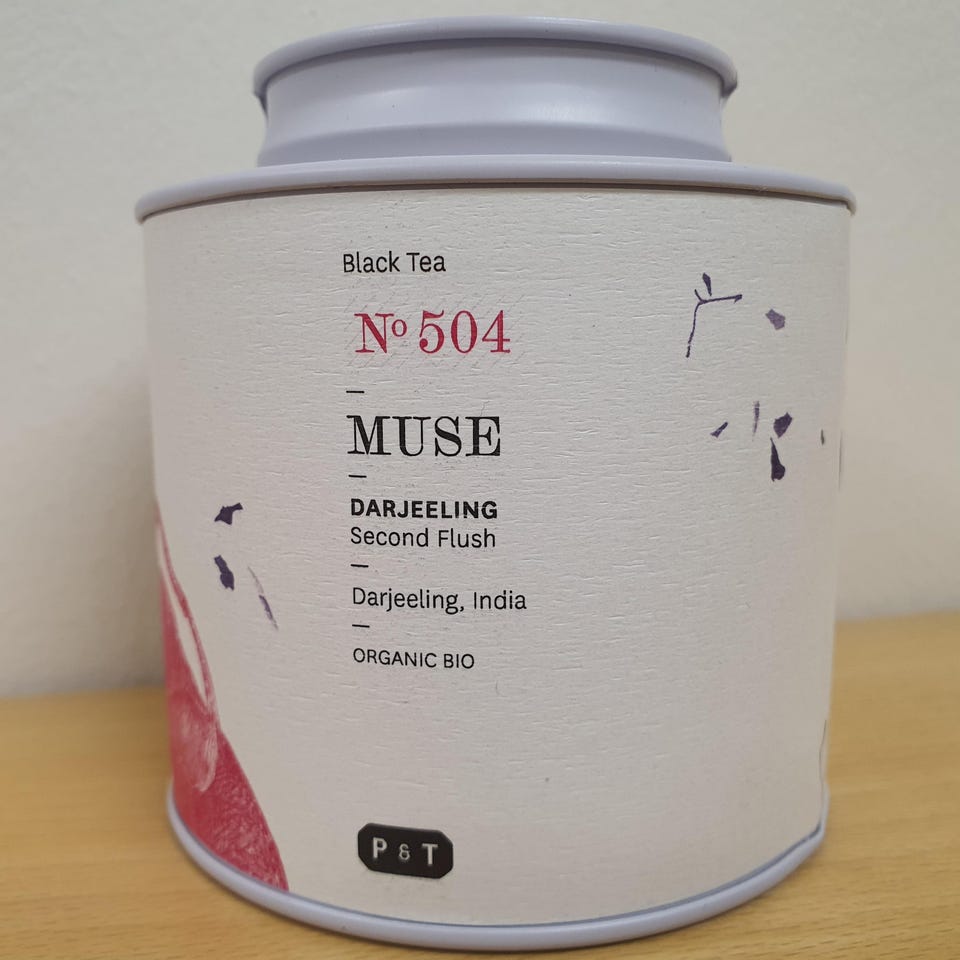 Black Tea
Nº 504
MUSE
DARJEELING
Second Flush
Darjeeling, India
ORGANIC BIO
P & T